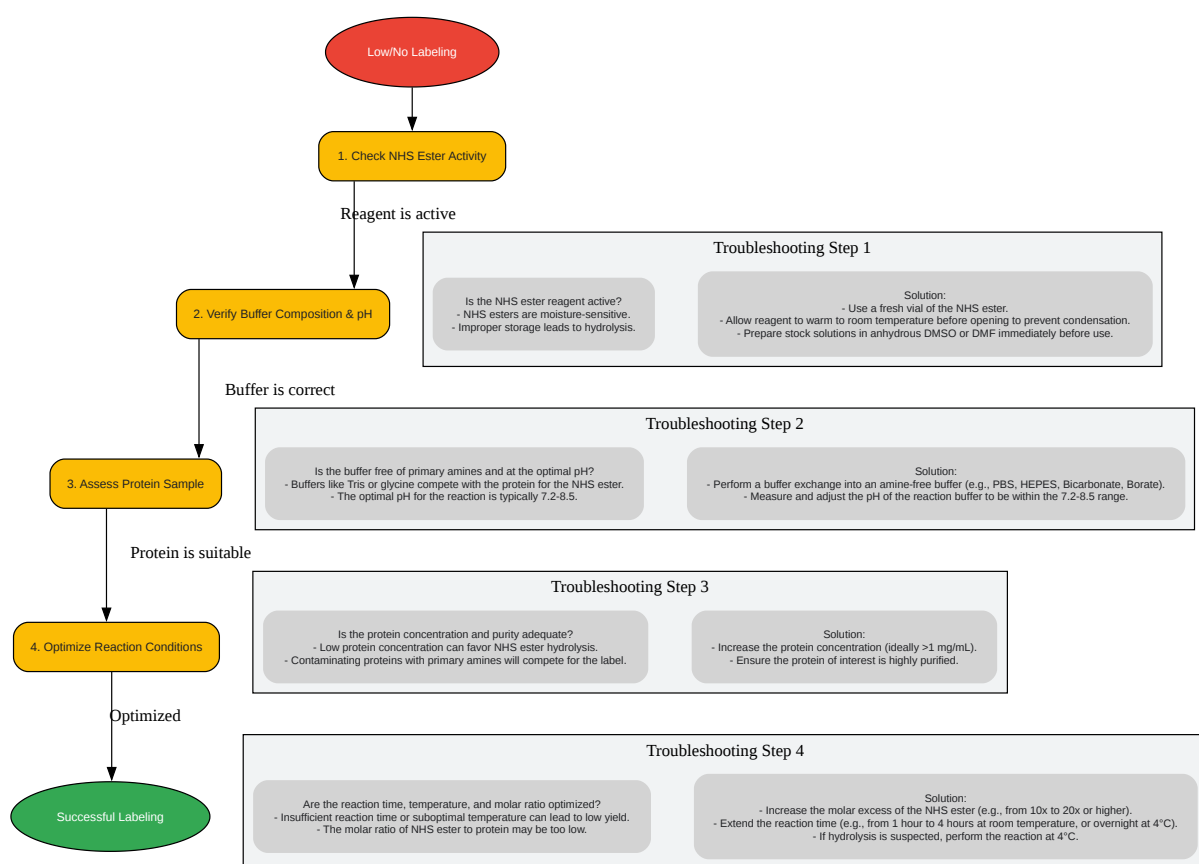 Low/No Labeling
1. Check NHS Ester Activity
Reagent is active
Troubleshooting Step 1
Is the NHS ester reagent active?
- NHS esters are moisture-sensitive.
- Improper storage leads to hydrolysis.
Solution:
- Use a fresh vial of the NHS ester.
- Allow reagent to warm to room temperature before opening to prevent condensation.
- Prepare stock solutions in anhydrous DMSO or DMF immediately before use.
2. Verify Buffer Composition & pH
Buffer is correct
Troubleshooting Step 2
Is the buffer free of primary amines and at the optimal pH?
- Buffers like Tris or glycine compete with the protein for the NHS ester.
- The optimal pH for the reaction is typically 7.2-8.5.
Solution:
- Perform a buffer exchange into an amine-free buffer (e.g., PBS, HEPES, Bicarbonate, Borate).
- Measure and adjust the pH of the reaction buffer to be within the 7.2-8.5 range.
3. Assess Protein Sample
Protein is suitable
Troubleshooting Step 3
Is the protein concentration and purity adequate?
- Low protein concentration can favor NHS ester hydrolysis.
- Contaminating proteins with primary amines will compete for the label.
Solution:
- Increase the protein concentration (ideally >1 mg/mL).
- Ensure the protein of interest is highly purified.
4. Optimize Reaction Conditions
Optimized
Troubleshooting Step 4
Are the reaction time, temperature, and molar ratio optimized?
- Insufficient reaction time or suboptimal temperature can lead to low yield.
- The molar ratio of NHS ester to protein may be too low.
Solution:
- Increase the molar excess of the NHS ester (e.g., from 10x to 20x or higher).
- Extend the reaction time (e.g., from 1 hour to 4 hours at room temperature, or overnight at 4°C).
- If hydrolysis is suspected, perform the reaction at 4°C.
Successful Labeling